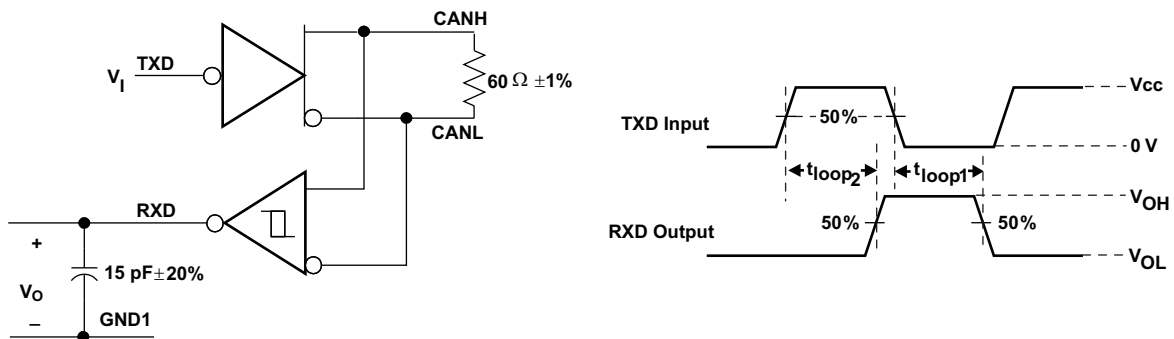 CANH
TXD
V_I
60 Ω ±1%
CANL
RXD
+
15 pF±20%
V_O
–
GND1
Vcc
TXD Input
50%
0 V
t_loop2
t_loop1
V_OH
50%
50%
RXD Output
V_OL